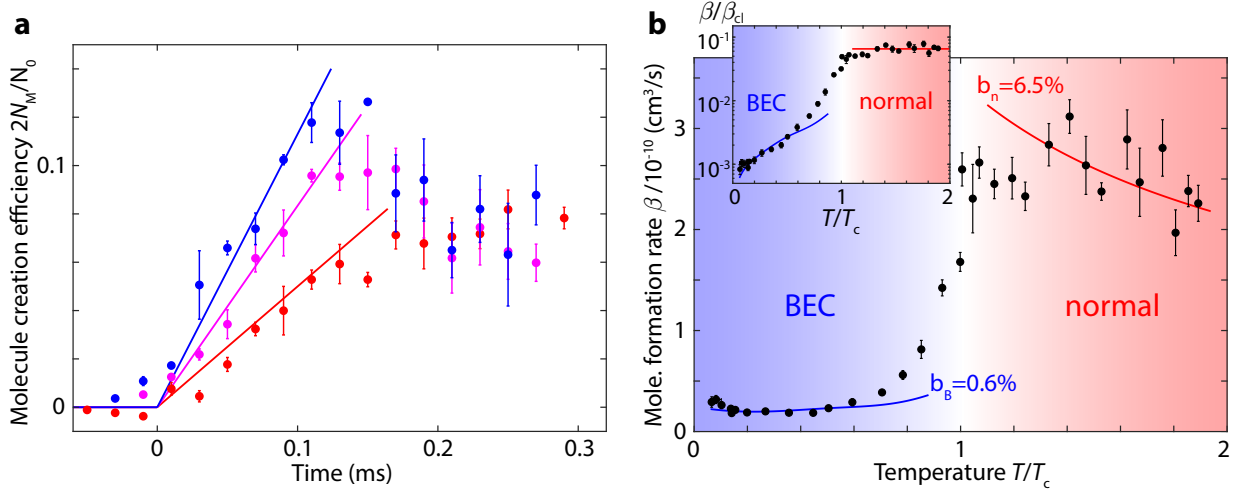 a
Molecule creation efficiency 2N_M/N_0
0.1
0
0
0.1
0.2
0.3
Time (ms)
b
Mole. formation rate β /10^-10 (cm^3/s)
3
2
1
0
0
1
2
Temperature T/T_c
BEC
normal
b_n=6.5%
b_B=0.6%
β/β_cl
10^-1
10^-2
10^-3
0
1
2
T/T_c
BEC
normal